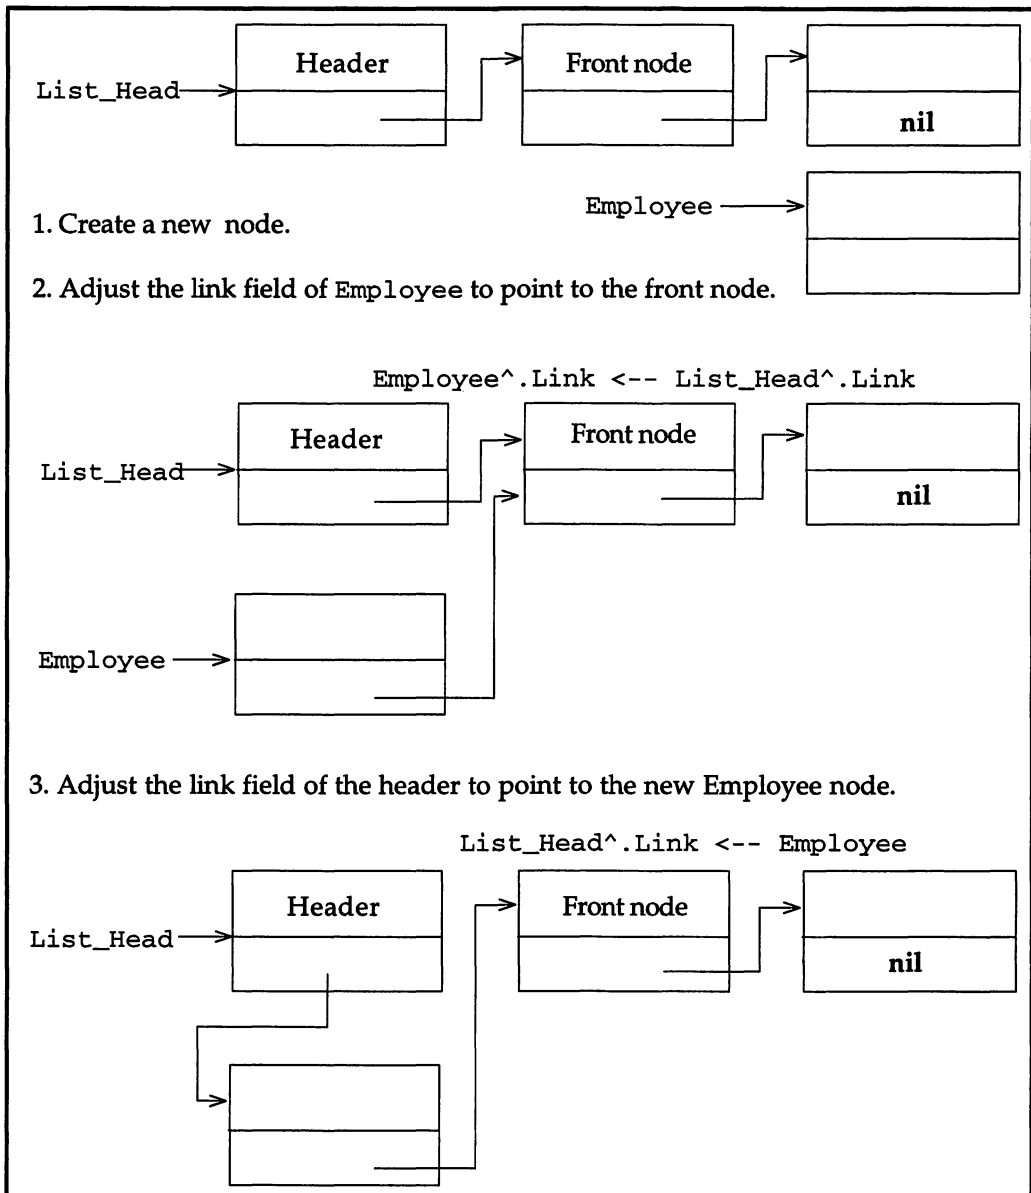 Header
Front node
List_Head
nil
Employee
1. Create a new node.
2. Adjust the link field of Employee to point to the front node.
Employee^.Link <-- List_Head^.Link
Header
Front node
List_Head
nil
Employee
3. Adjust the link field of the header to point to the new Employee node.
List_Head^.Link <-- Employee
Header
Front node
List_Head
nil